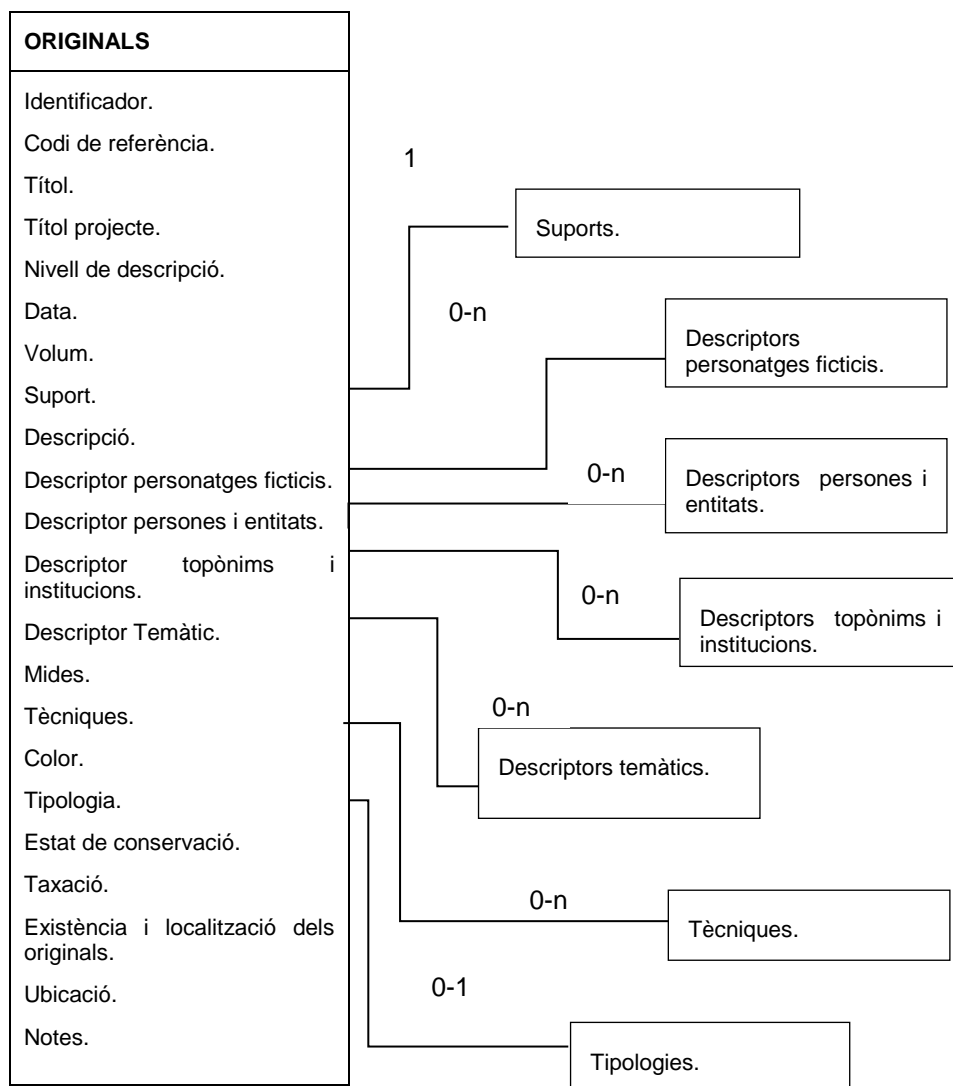 ORIGINALS
Identificador.
Codi de referència.
Títol.
Títol projecte.
Nivell de descripció.
Data.
Volum.
Suport.
Descripció.
Descriptor personatges ficticis.
Descriptor persones i entitats.
Descriptor topònims i
institucions.
Descriptor Temàtic.
Mides.
Tècniques.
Color.
Tipologia.
Estat de conservació.
Taxació.
Existència i localització dels
originals.
Ubicació.
Notes.
1
Suports.
0-n
Descriptors
personatges ficticis.
0-n
Descriptors persones i
entitats.
0-n
Descriptors topònims i
institucions.
0-n
Descriptors temàtics.
0-n
Tècniques.
0-1
Tipologies.